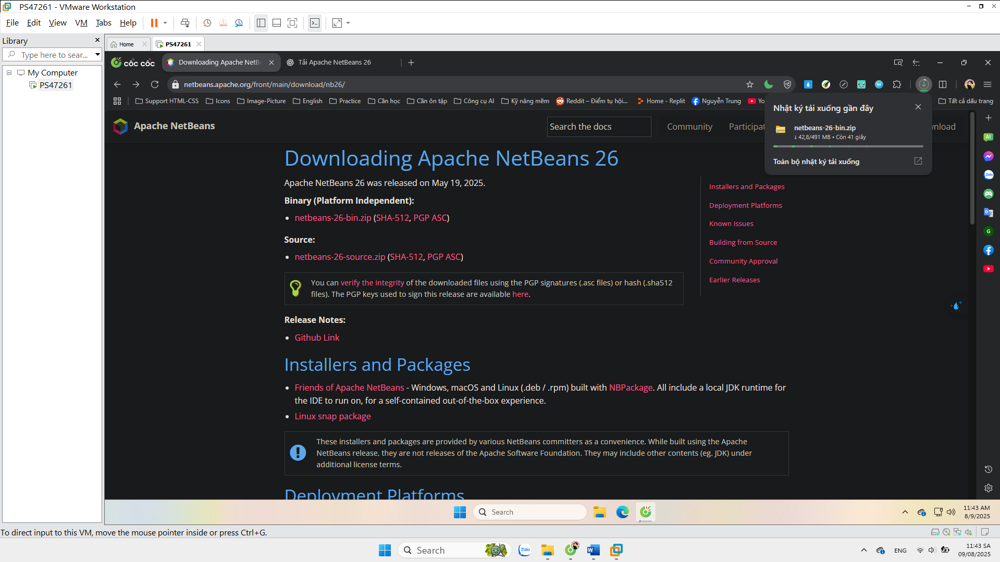 PS47261 - VMware Workstation
File Edit View VM Tabs Help
Library
Type here to sear...
My Computer
PS47261
Home
PS47261
cốc cốc
Downloading Apache NetB
Tải Apache NetBeans 26
netbeans.apache.org/front/main/download/nb26/
Support HTML-CSS Icons Image-Picture English Practice Cần học Cần ôn tập Công cụ AI Kỹ năng mềm Reddit – Điểm tụ hội... Home - Replit Nguyễn Trung Yo Tất cả dấu trang
Nhật ký tải xuống gần đây
netbeans-26-bin.zip
↓ 42,8/491 MB • Còn 41 giây
Toàn bộ nhật ký tải xuống
Apache NetBeans
Search the docs
Community Participat wnload
Downloading Apache NetBeans 26
Apache NetBeans 26 was released on May 19, 2025.
Binary (Platform Independent):
netbeans-26-bin.zip (SHA-512, PGP ASC)
Source:
netbeans-26-source.zip (SHA-512, PGP ASC)
You can verify the integrity of the downloaded files using the PGP signatures (.asc files) or hash (.sha512
files). The PGP keys used to sign this release are available here.
Release Notes:
Github Link
Installers and Packages
Deployment Platforms
Known Issues
Building from Source
Community Approval
Earlier Releases
Installers and Packages
Friends of Apache NetBeans - Windows, macOS and Linux (.deb / .rpm) built with NBPackage. All include a local JDK runtime for
the IDE to run on, for a self-contained out-of-the-box experience.
Linux snap package
These installers and packages are provided by various NetBeans committers as a convenience. While built using the Apache
NetBeans release, they are not releases of the Apache Software Foundation. They may include other contents (eg. JDK) under
additional license terms.
Deployment Platforms
AI
Zalo
G
Search
11:43 AM
8/9/2025
To direct input to this VM, move the mouse pointer inside or press Ctrl+G.
Search
Zalo
ENG
11:43 SA
09/08/2025